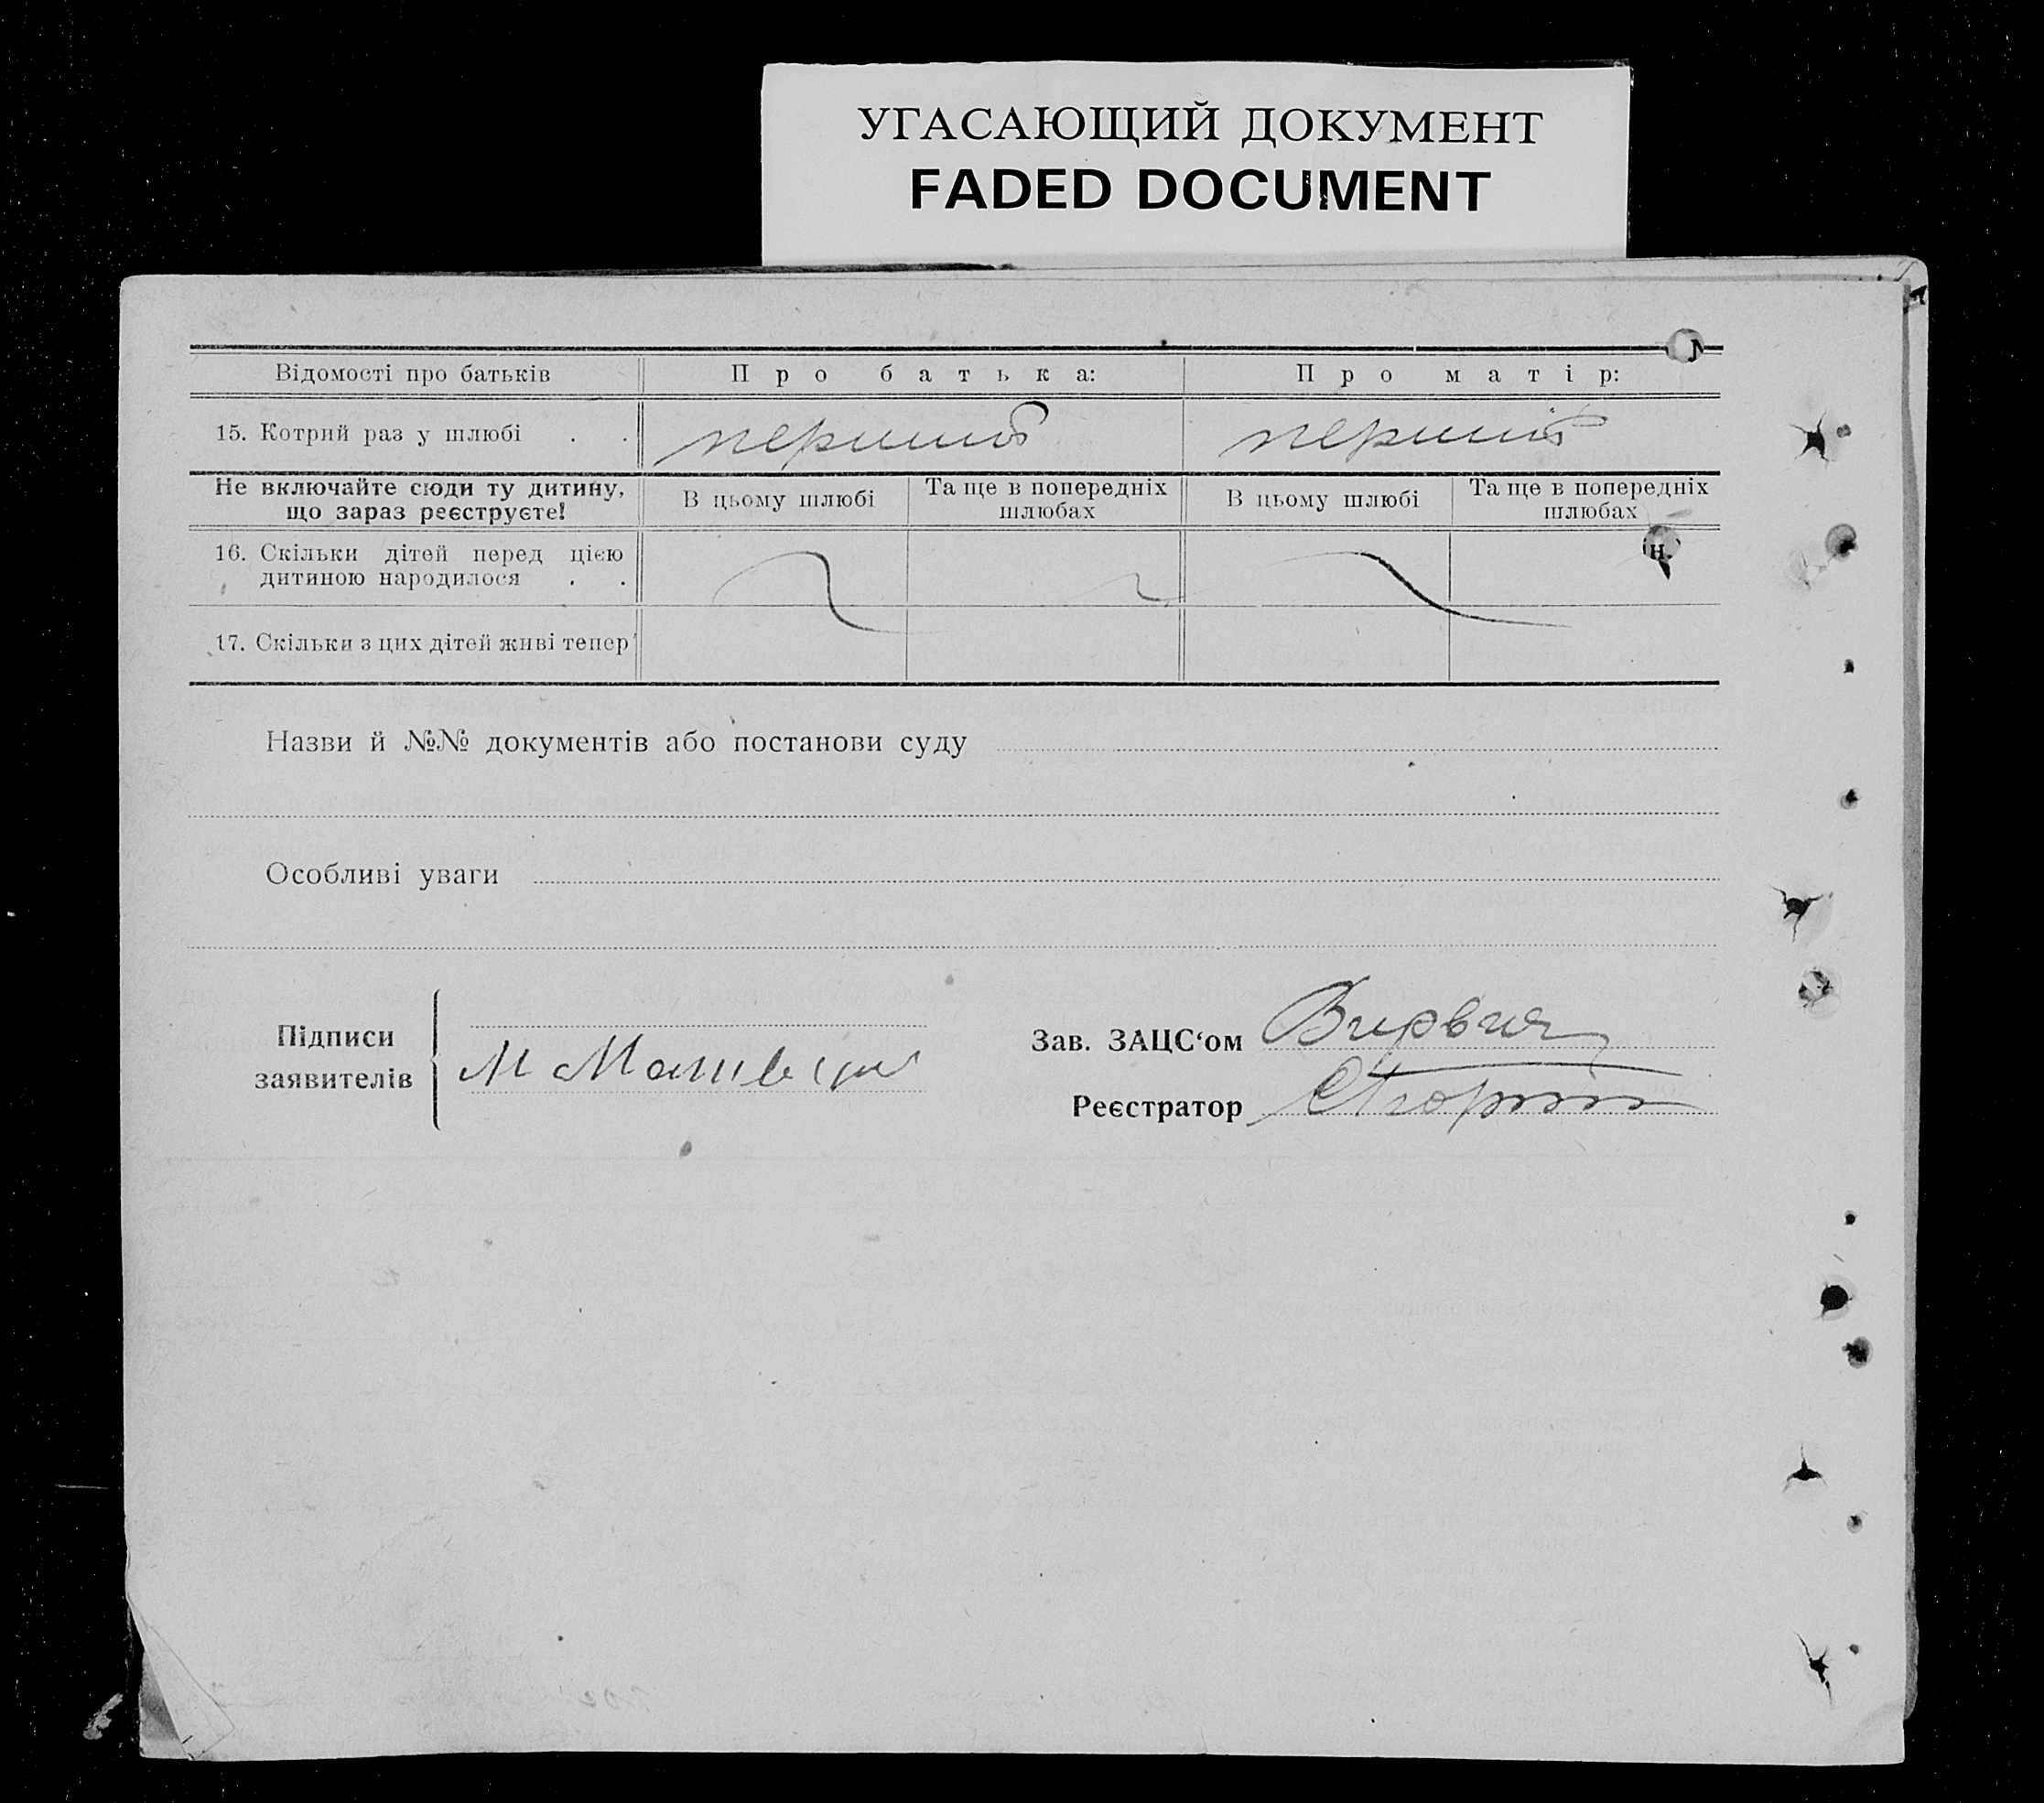 УГАСАЮЩИЙ ДОКУМЕНТ
FADED DOCUMENT
Відомості про батьків
Про батька:
Про матір:
15. Котрий раз у шлюбі . .
перший
перший
Не включайте сюди ту дитину,
що зараз реєструєте!
В цьому шлюбі
Та ще в попередніх
шлюбах
В цьому шлюбі
Та ще в попередніх
шлюбах
16. Скільки дітей перед цією
дитиною народилося . .
17. Скільки з цих дітей живі тепер
Назви й №№ документів або постанови суду
Особливі уваги
Підписи
заявителів
М
Зав. ЗАЦС‘ом
Реєстратор